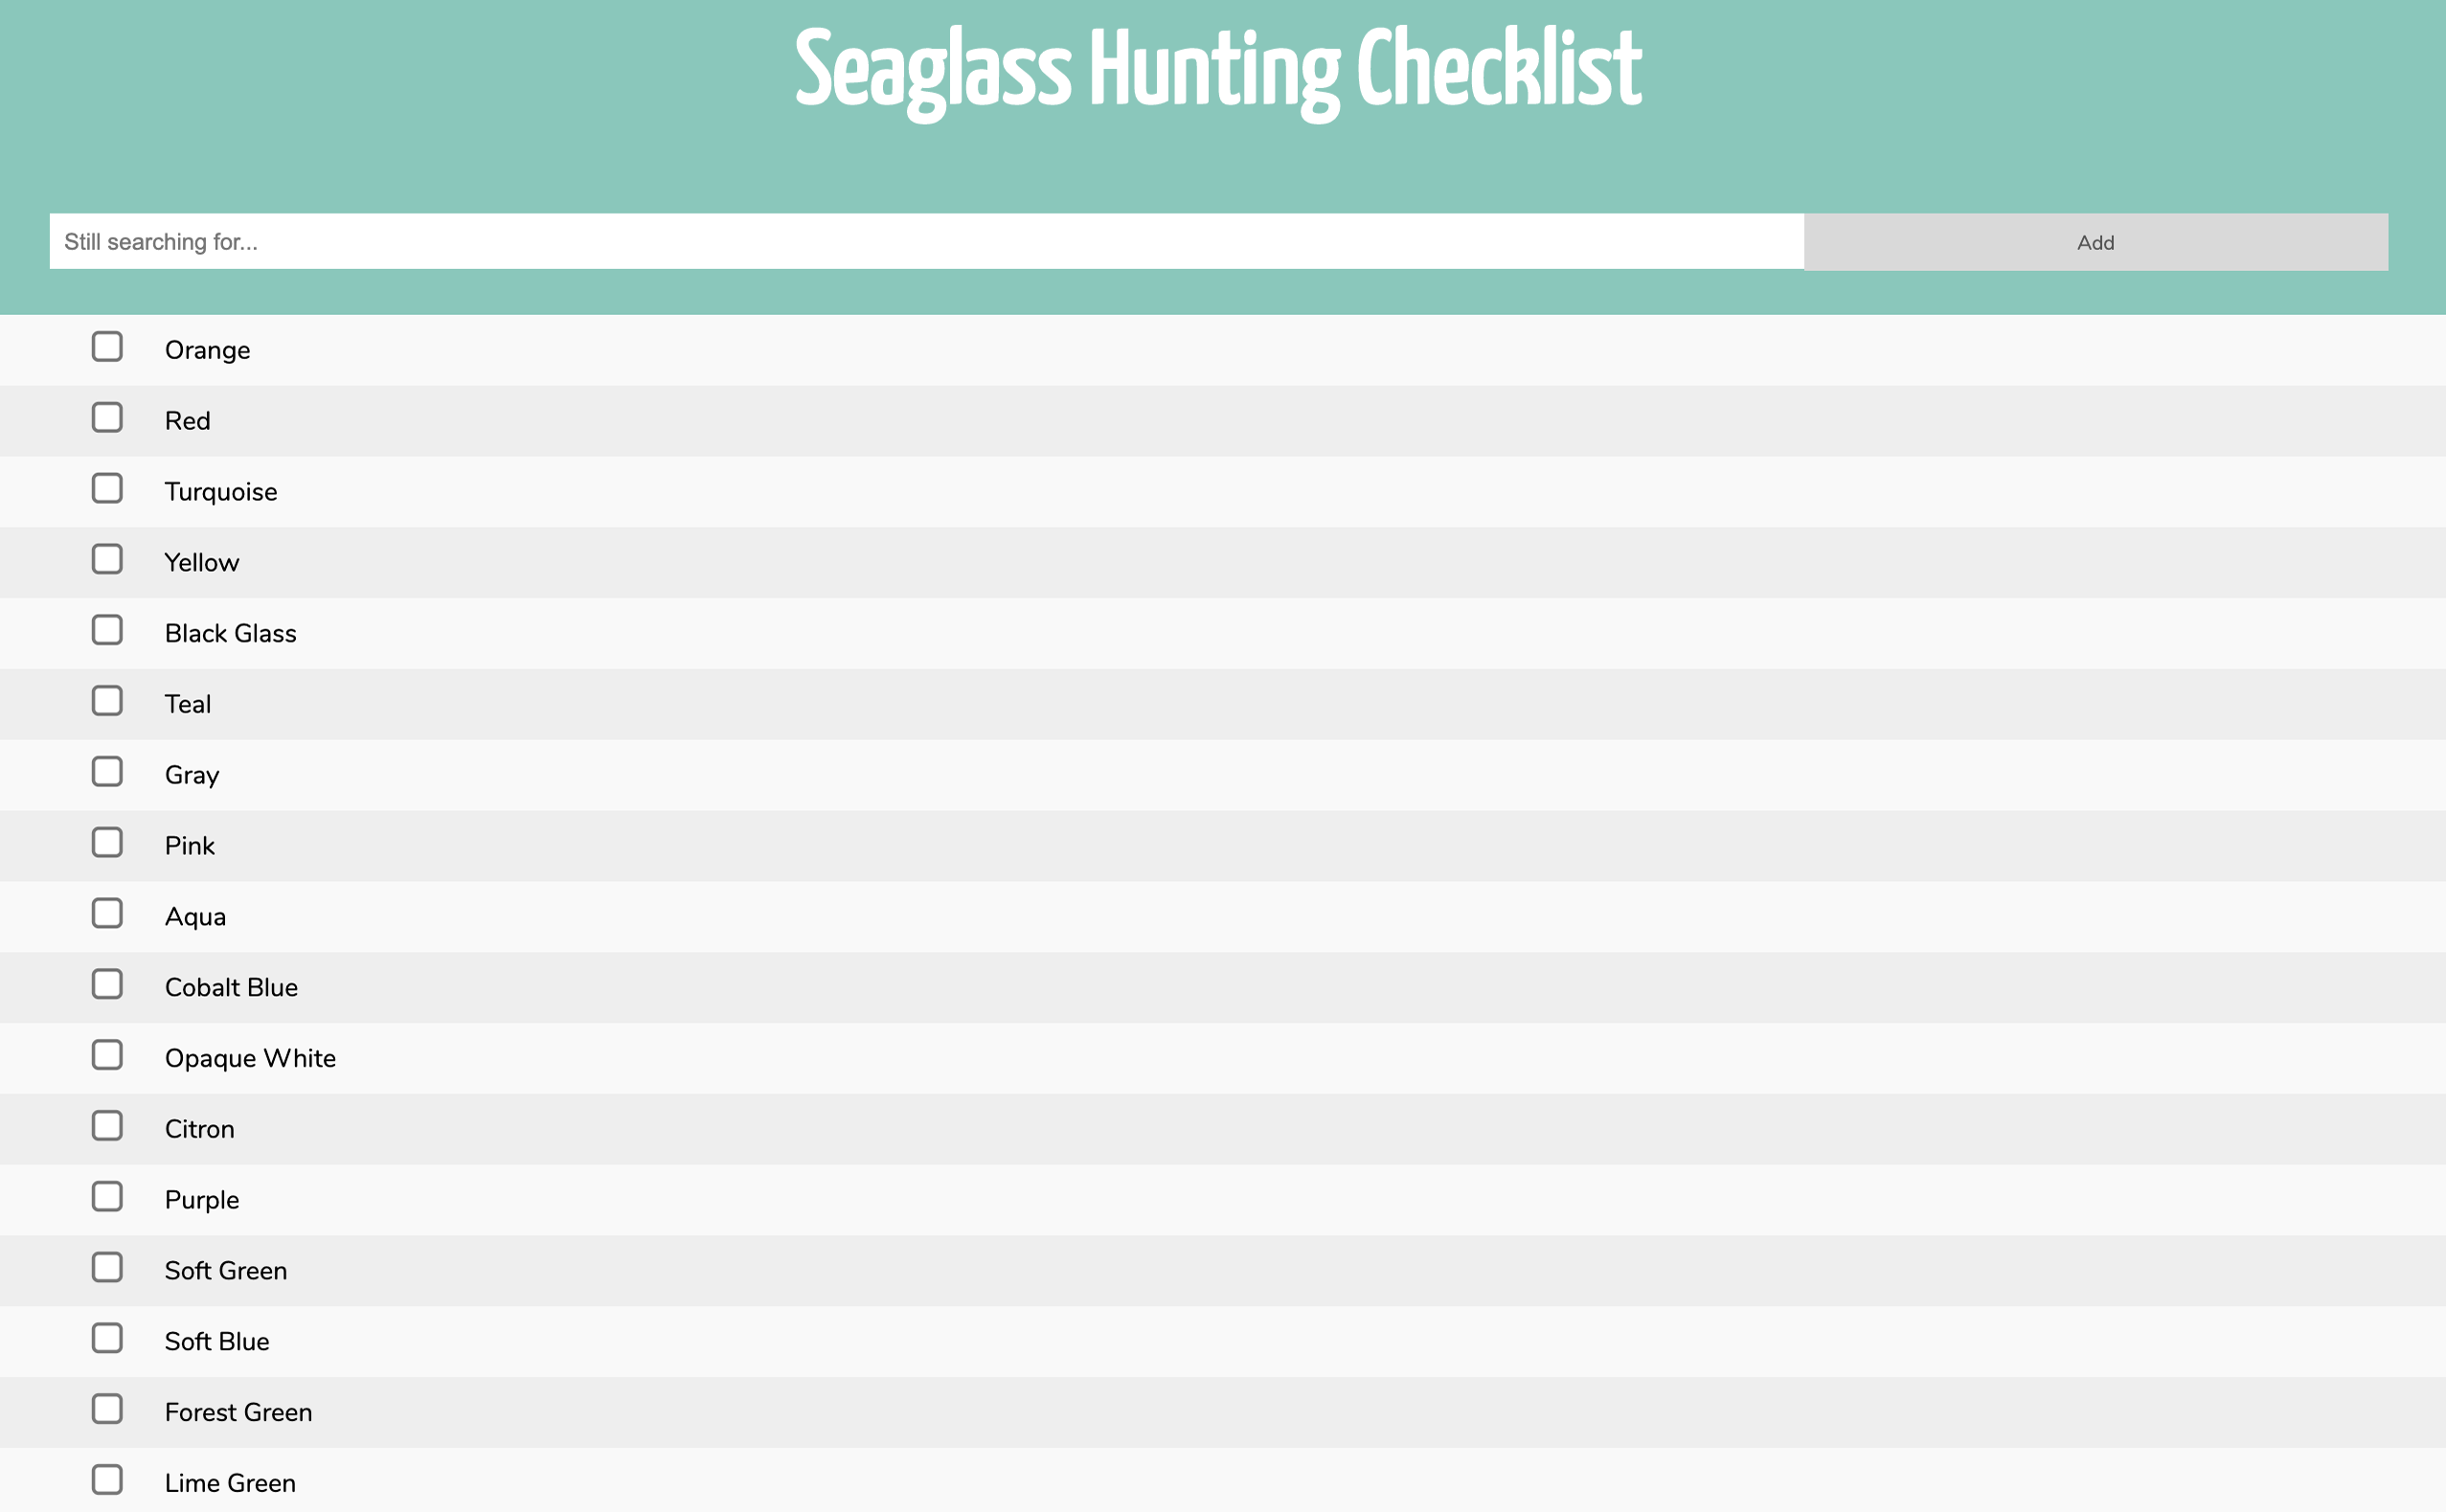 Seaglass Hunting Checklist
Still searching for...
Add
Orange
Red
Turquoise
Yellow
Black Glass
Teal
Gray
Pink
Aqua
Cobalt Blue
Opaque White
Citron
Purple
Soft Green
Soft Blue
Forest Green
Lime Green